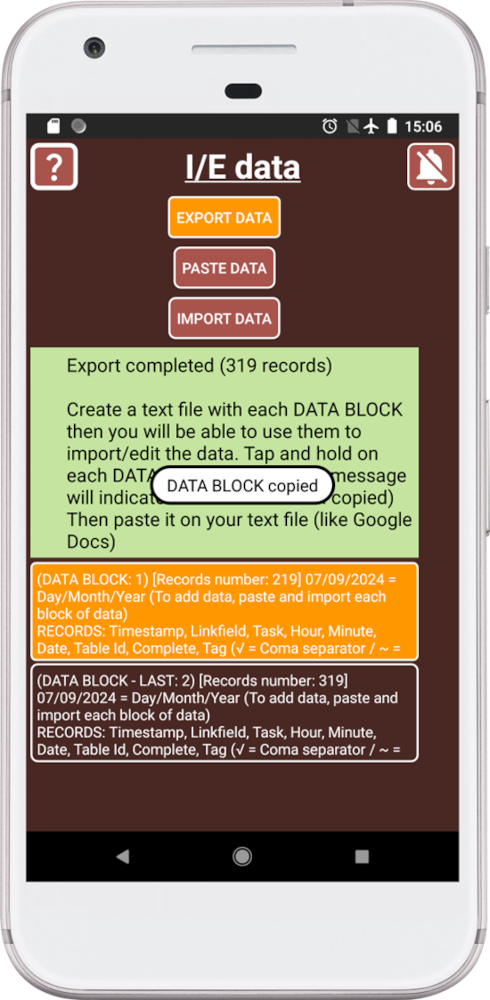 15:06
?
I/E data
EXPORT DATA
PASTE DATA
IMPORT DATA
Export completed (319 records)
Create a text file with each DATA BLOCK
then you will be able to use them to
import/edit the data. Tap and hold on
each DATA message
will indicate copied)
Then paste it on your text file (like Google
Docs)
DATA BLOCK copied
(DATA BLOCK: 1) [Records number: 219] 07/09/2024 =
Day/Month/Year (To add data, paste and import each
block of data)
RECORDS: Timestamp, Linkfield, Task, Hour, Minute,
Date, Table Id, Complete, Tag (√ = Coma separator / ~ =
(DATA BLOCK - LAST: 2) [Records number: 319]
07/09/2024 = Day/Month/Year (To add data, paste and
import each block of data)
RECORDS: Timestamp, Linkfield, Task, Hour, Minute,
Date, Table Id, Complete, Tag (√ = Coma separator / ~ =